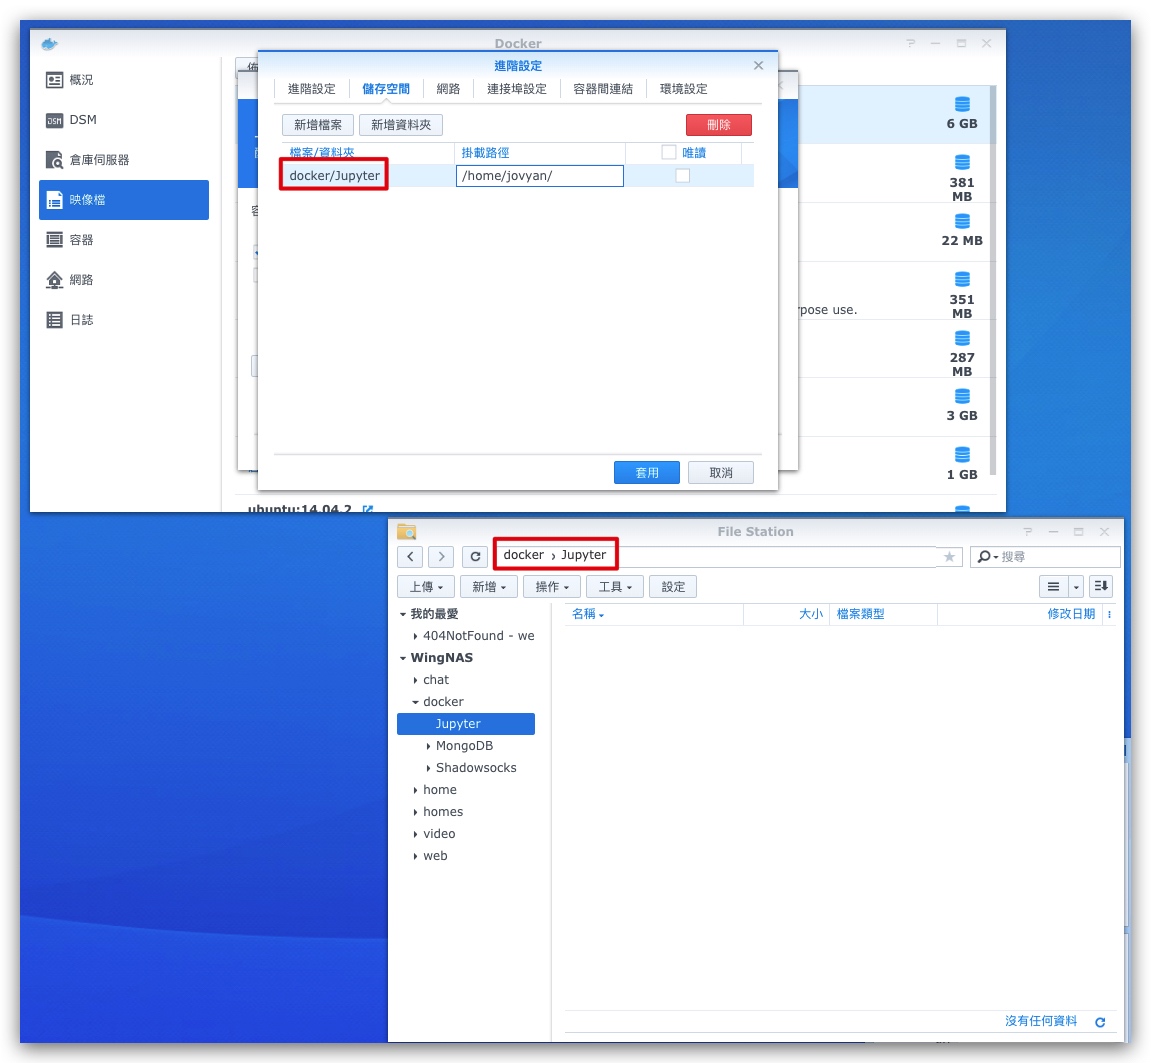 Docker
概況
DSM
倉庫伺服器
映像檔
容器
網路
日誌
進階設定
進階設定 儲存空間 網路 連接埠設定 容器間連結 環境設定
新增檔案 新增資料夾 刪除
檔案/資料夾 掛載路徑 唯讀
docker/Jupyter /home/jovyan/
套用 取消
6 GB
381
MB
22 MB
351
MB
rpose use.
287
MB
3 GB
1 GB
ubuntu:14.04.2
File Station
docker › Jupyter
搜尋
上傳 新增 操作 工具 設定
我的最愛
404NotFound - we
WingNAS
chat
docker
Jupyter
MongoDB
Shadowsocks
home
homes
video
web
名稱 大小 檔案類型 修改日期
沒有任何資料